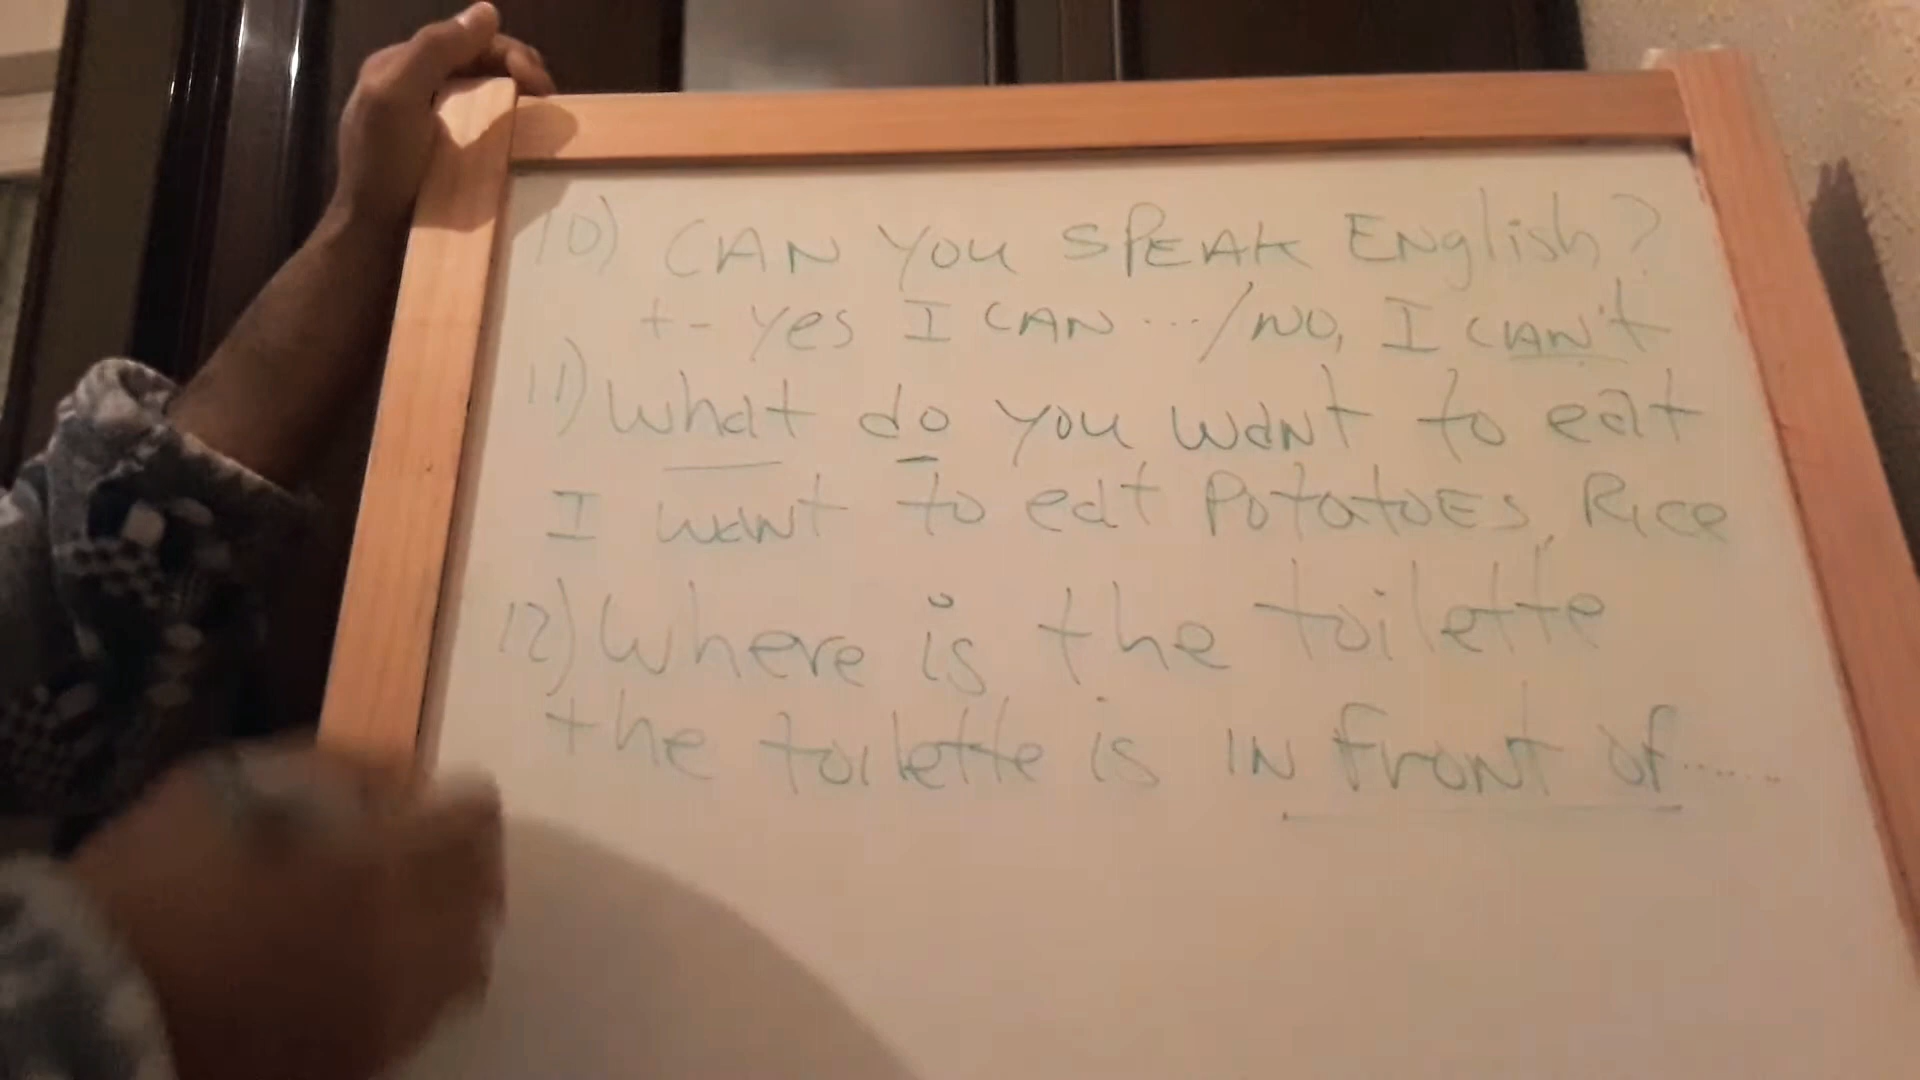 10) CAN YOU SPEAK ENglish?
+- yes I CAN .../NO, I CAN't
11) What do you want to eat
I want to eat PotatoEs, Rice
12) Where is the toilette
the toilette is IN front of .....